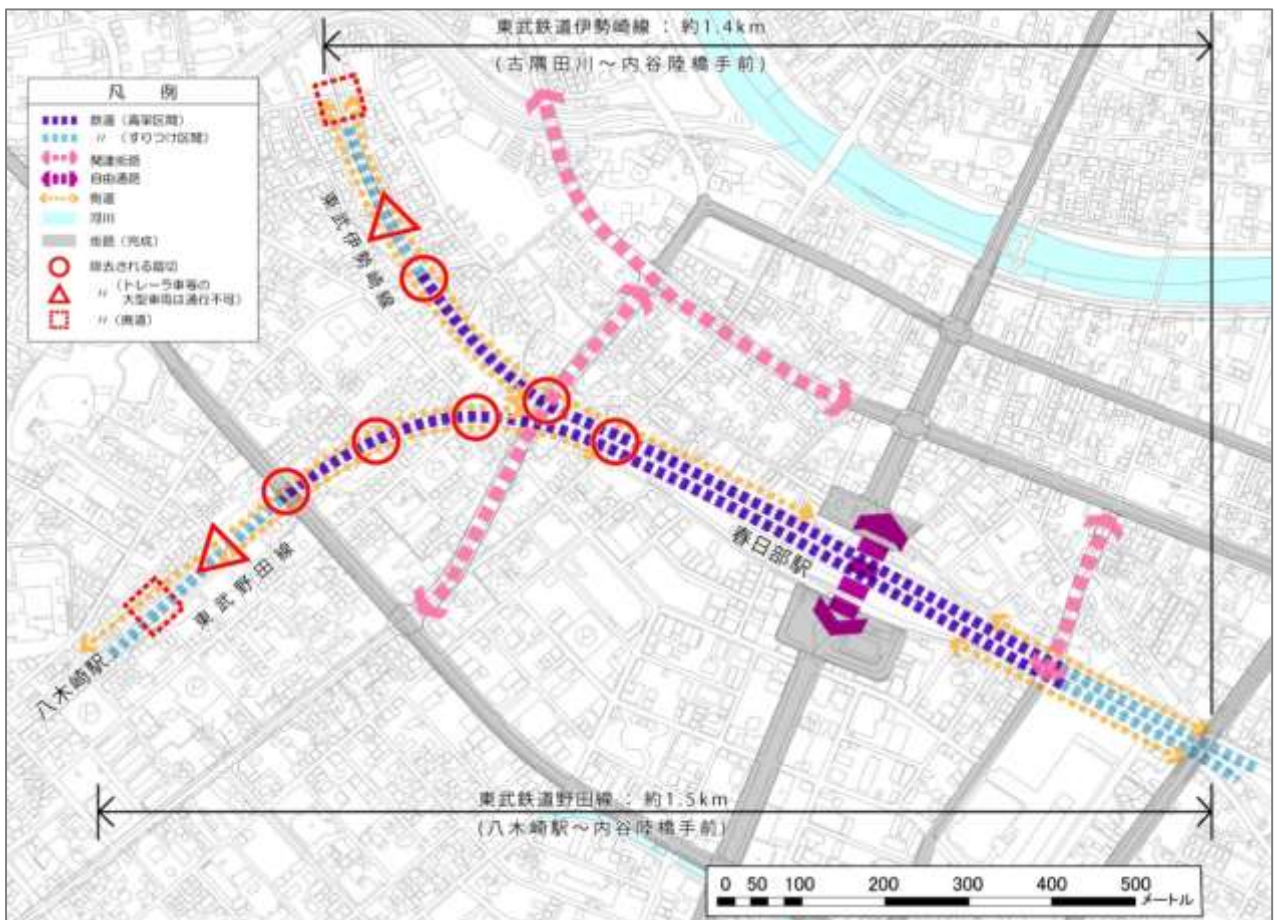 東武鉄道伊勢崎線 : 約1.4km
(古隅田川～内谷陸橋手前)
凡 例
鉄道（高架区間）
〃 （すりつけ区間）
関連街路
自由通路
側道
河川
街路（完成）
除去される踏切
〃 （トレーラ車等の
大型車両は通行不可）
〃 （廃道）
東武伊勢崎線
春日部駅
東武野田線
八木崎駅
東武鉄道野田線 : 約1.5km
(八木崎駅～内谷陸橋手前)
0 50 100 200 300 400 500
メートル